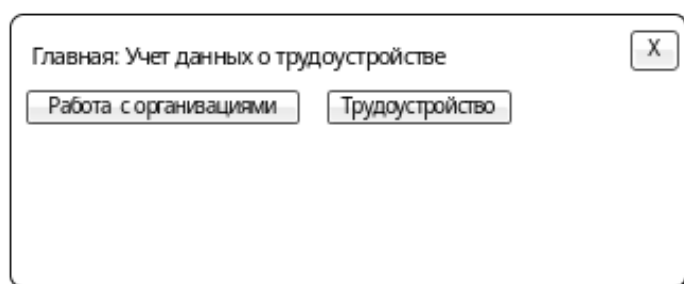 Главная: Учет данных о трудоустройстве
X
Работа с организациями
Трудоустройство